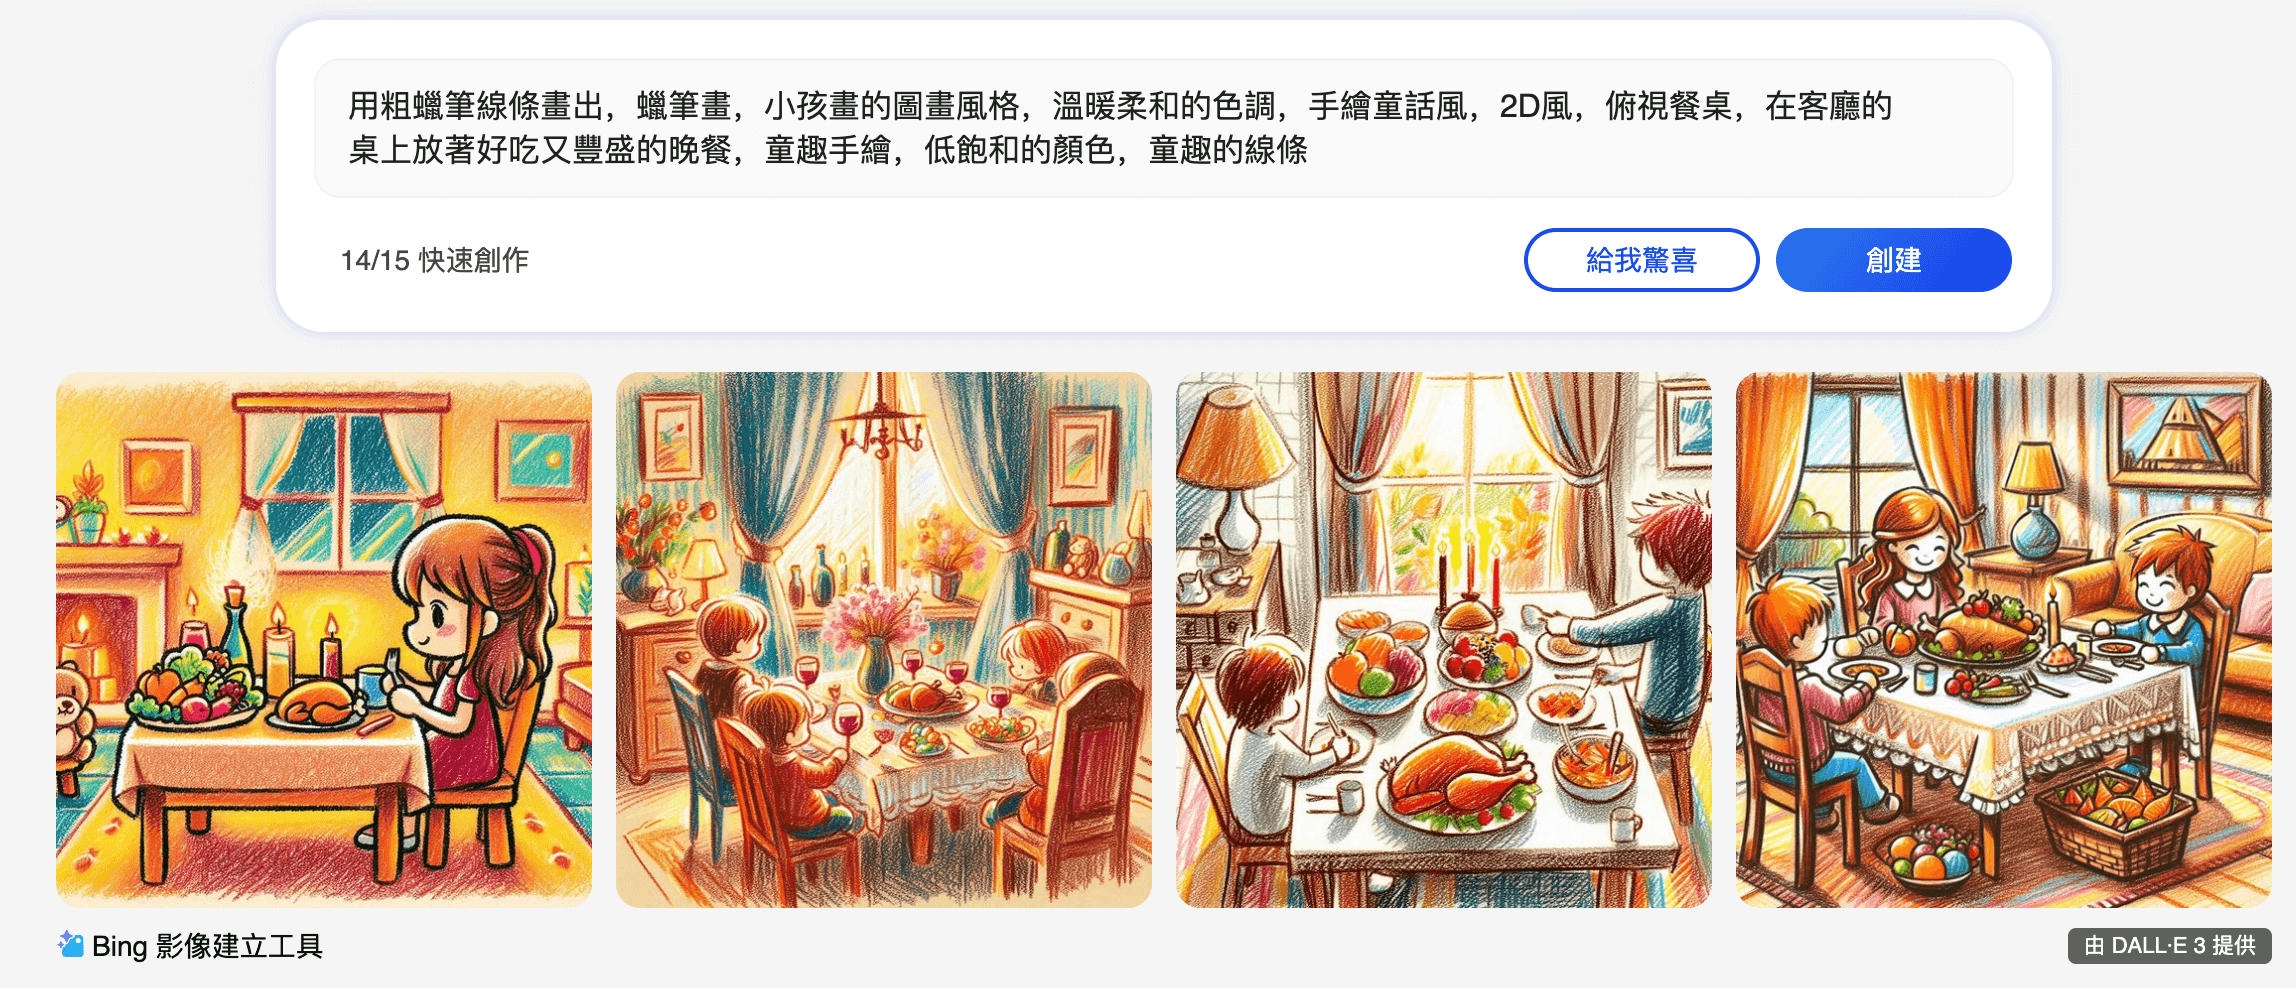 用粗蠟筆線條畫出，蠟筆畫，小孩畫的圖畫風格，溫暖柔和的色調，手繪童話風，2D風，俯視餐桌，在客廳的
桌上放著好吃又豐盛的晚餐，童趣手繪，低飽和的顏色，童趣的線條
14/15 快速創作
給我驚喜
創建
Bing 影像建立工具
由 DALL·E 3 提供